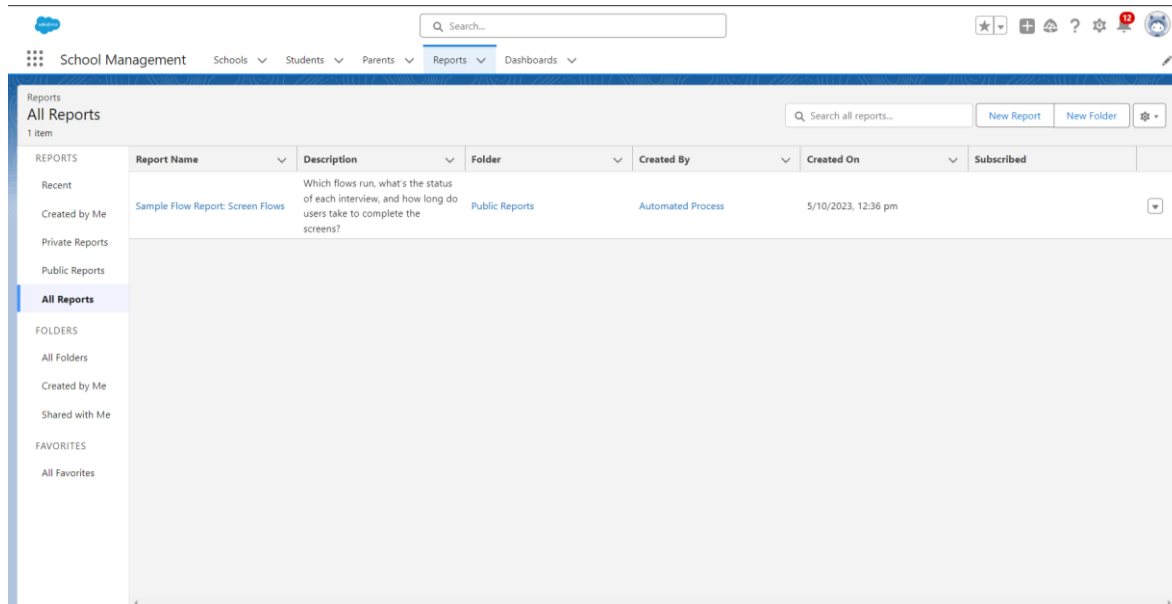 salesforce
Search...
12
School Management Schools Students Parents Reports Dashboards
Reports
All Reports
1 item
Search all reports...
New Report New Folder
REPORTS
Recent
Created by Me
Private Reports
Public Reports
All Reports
FOLDERS
All Folders
Created by Me
Shared with Me
FAVORITES
All Favorites
Report Name Description Folder Created By Created On Subscribed
Sample Flow Report: Screen Flows
Which flows run, what's the status
of each interview, and how long do
users take to complete the
screens?
Public Reports
Automated Process
5/10/2023, 12:36 pm